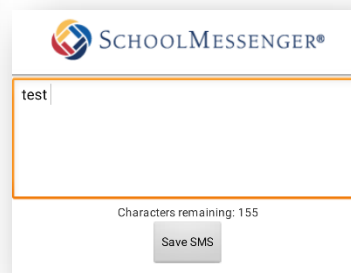 SCHOOLMESSENGER®
test
Characters remaining: 155
Save SMS